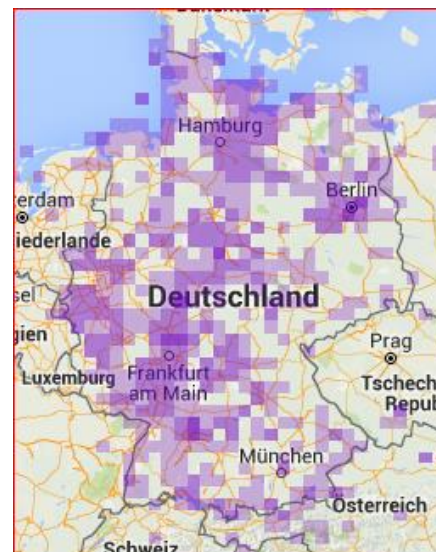 Hamburg
Berlin
erdam
iederlande
Deutschland
sel
gien
Prag
Luxemburg
Frankfurt
am Main
Tschech
Repub
München
Österreich
Schweiz